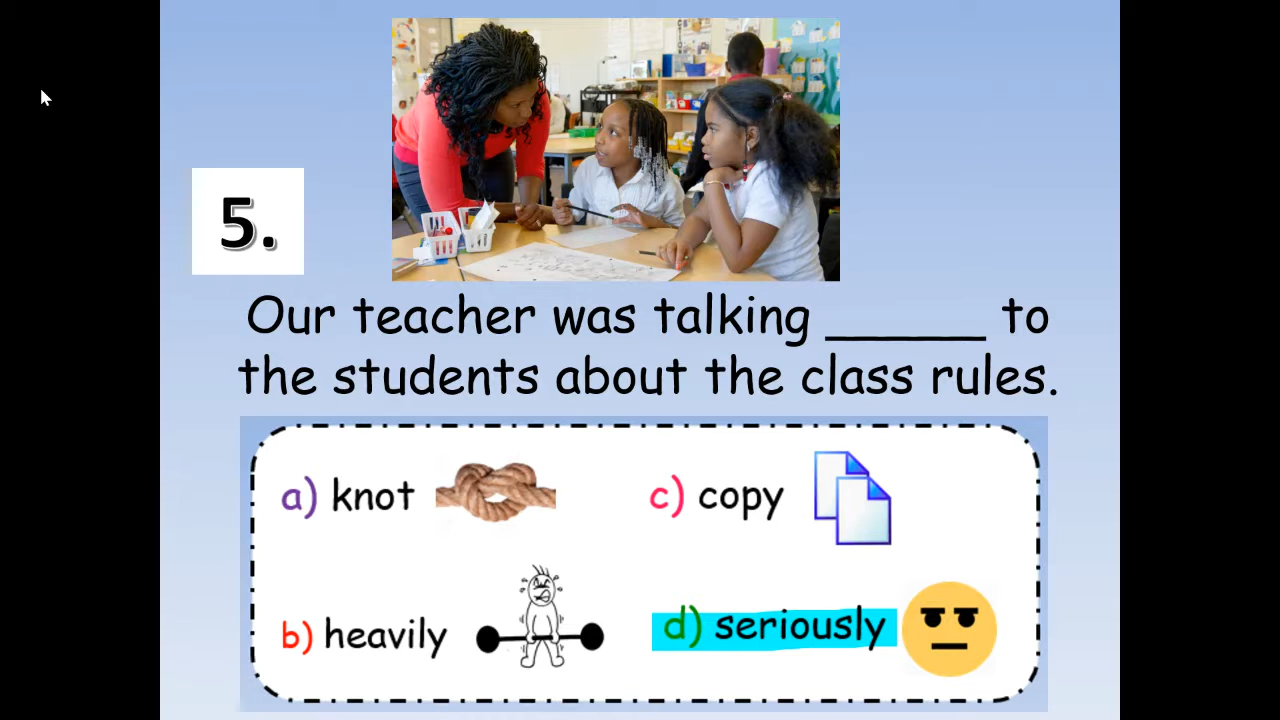 5.
Our teacher was talking ______ to
the students about the class rules.
a) knot
c) copy
b) heavily
d) seriously